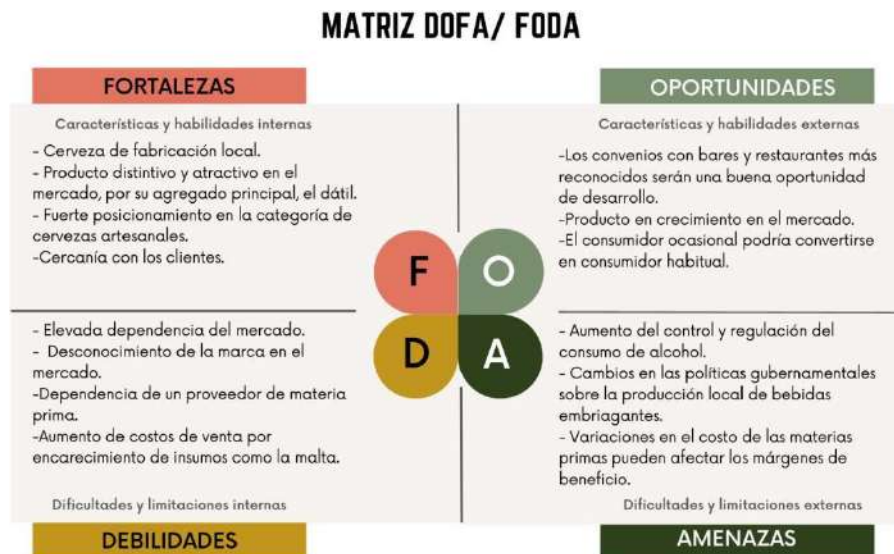 MATRIZ DOFA/ FODA
FORTALEZAS
Características y habilidades internas
- Cerveza de fabricación local.
- Producto distintivo y atractivo en el
mercado, por su agregado principal, el dátil.
- Fuerte posicionamiento en la categoría de
cervezas artesanales.
-Cercanía con los clientes.
OPORTUNIDADES
Características y habilidades externas
-Los convenios con bares y restaurantes más
reconocidos serán una buena oportunidad
de desarrollo.
-Producto en crecimiento en el mercado.
-El consumidor ocasional podría convertirse
en consumidor habitual.
F
O
D
A
- Elevada dependencia del mercado.
- Desconocimiento de la marca en el
mercado.
-Dependencia de un proveedor de materia
prima.
-Aumento de costos de venta por
encarecimiento de insumos como la malta.
Dificultades y limitaciones internas
DEBILIDADES
- Aumento del control y regulación del
consumo de alcohol.
- Cambios en las políticas gubernamentales
sobre la producción local de bebidas
embriagantes.
- Variaciones en el costo de las materias
primas pueden afectar los márgenes de
beneficio.
Dificultades y limitaciones externas
AMENAZAS